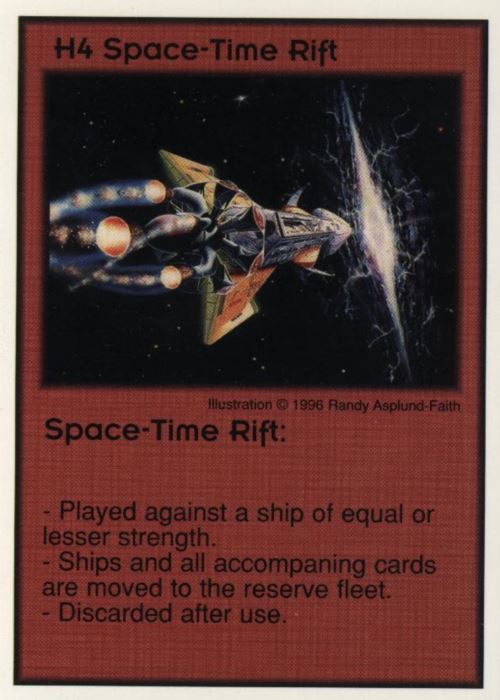 H4 Space-Time Rift
Illustration © 1996 Randy Asplund-Faith
Space-Time Rift:
- Played against a ship of equal or
lesser strength.
- Ships and all accompaning cards
are moved to the reserve fleet.
- Discarded after use.